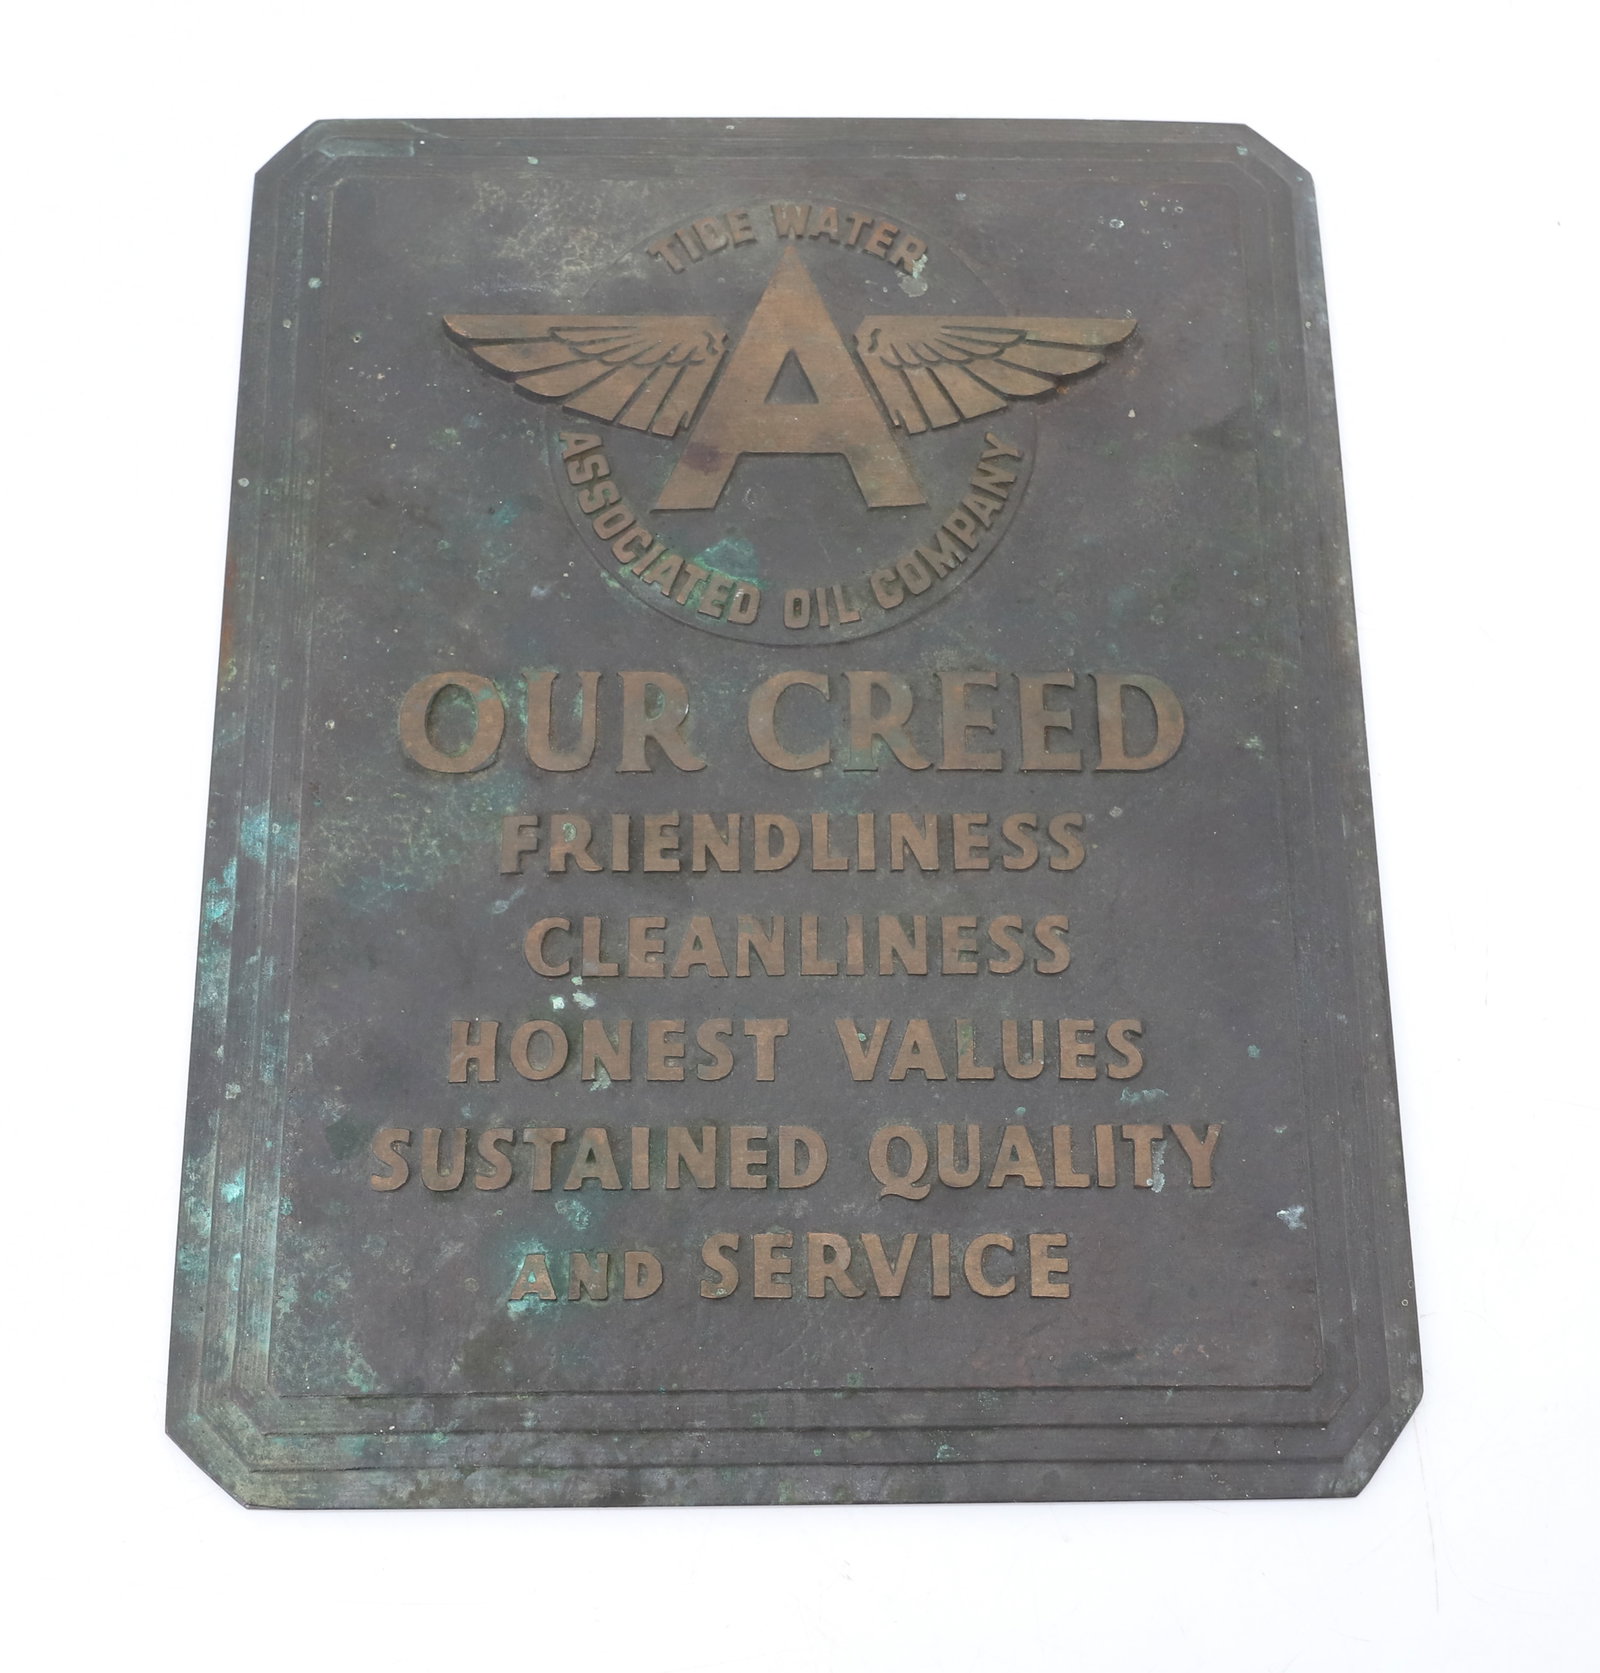 TIDE WATER
A
ASSOCIATED OIL COMPANY
OUR CREED
FRIENDLINESS
CLEANLINESS
HONEST VALUES
SUSTAINED QUALITY
AND SERVICE